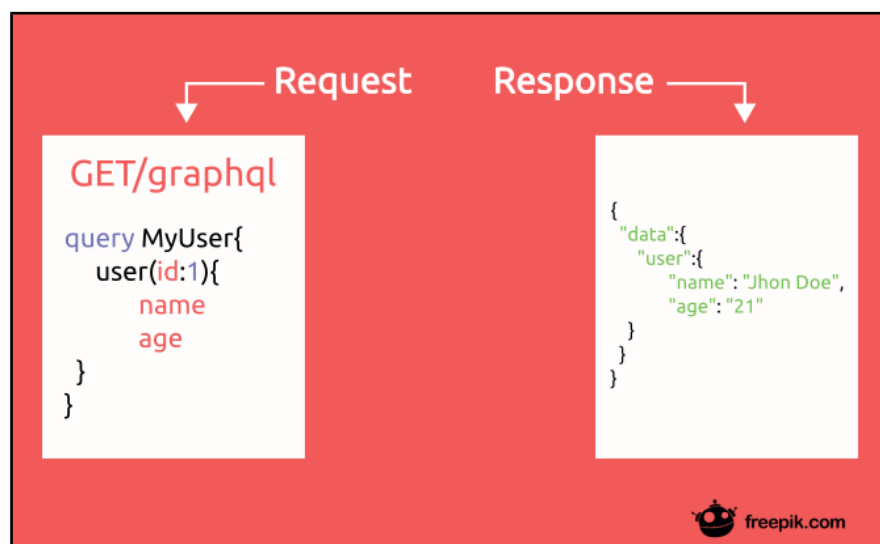 Request
Response
GET/graphql
query MyUser{
user(id:1){
name
age
}
}
{
"data":{
"user":{
"name": "Jhon Doe",
"age": "21"
}
}
}
freepik.com